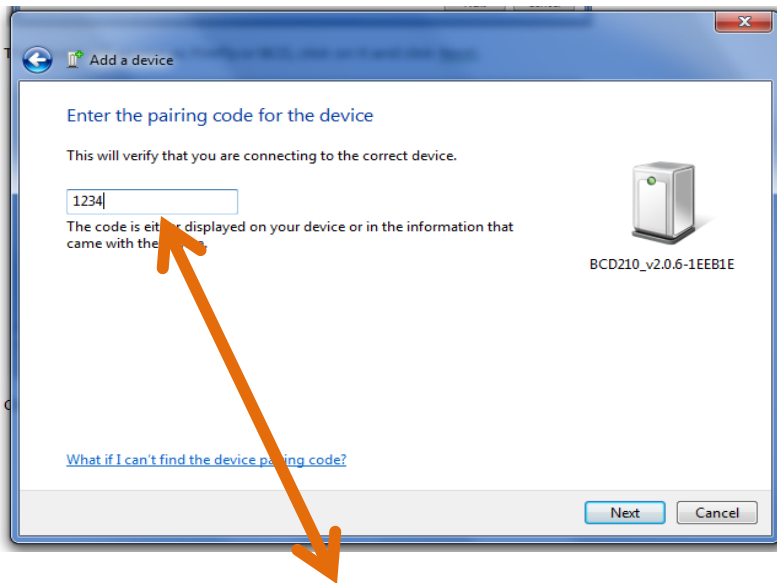 Add a device
Enter the pairing code for the device
This will verify that you are connecting to the correct device.
1234
The code is either displayed on your device or in the information that
came with the
BCD210_v2.0.6-1EEB1E
What if I can't find the device pairing code?
Next
Cancel